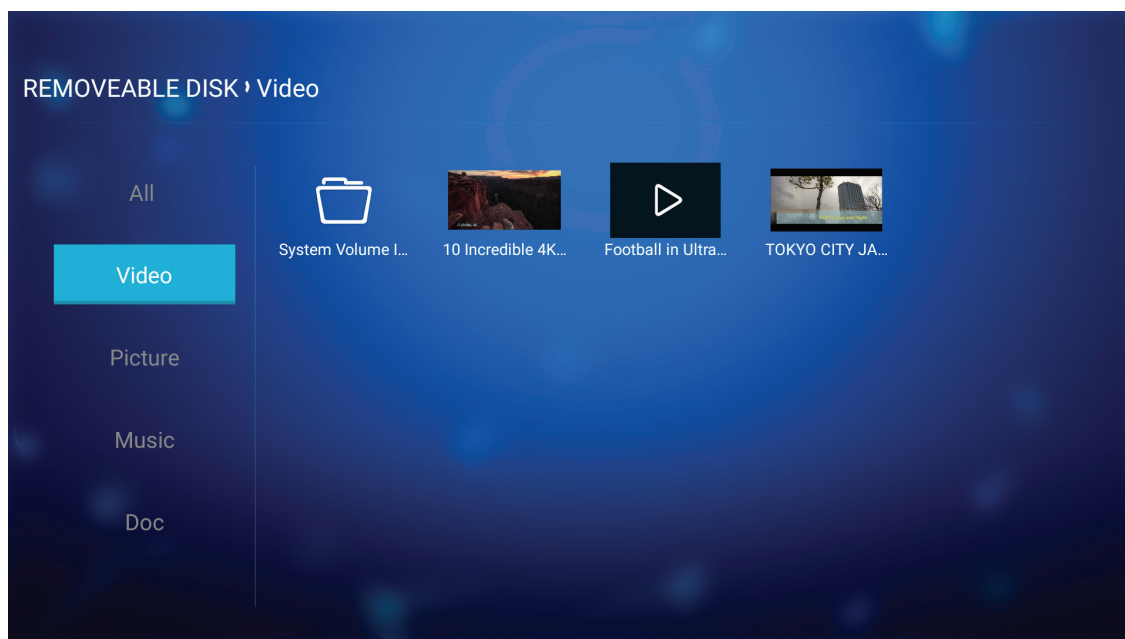 REMOVEABLE DISK › Video
All
Video
Picture
Music
Doc
System Volume I...
10 Incredible 4K...
Football in Ultra...
TOKYO CITY JA...